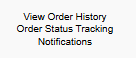 View Order History
Order Status Tracking
Notifications